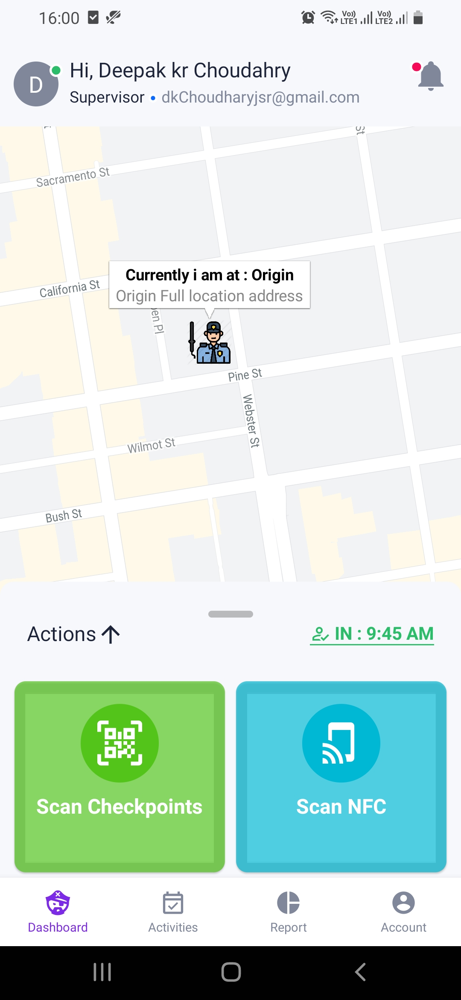 16:00
Vo)) LTE1 Vo)) LTE2
D
Hi, Deepak kr Choudahry
Supervisor • dkChoudharyjsr@gmail.com
St
Sacramento St
Currently i am at : Origin
Origin Full location address
California St
Pl
Pine St
Webster St
Wilmot St
Bush St
Actions
IN : 9:45 AM
Scan Checkpoints
Scan NFC
Dashboard
Activities
Report
Account